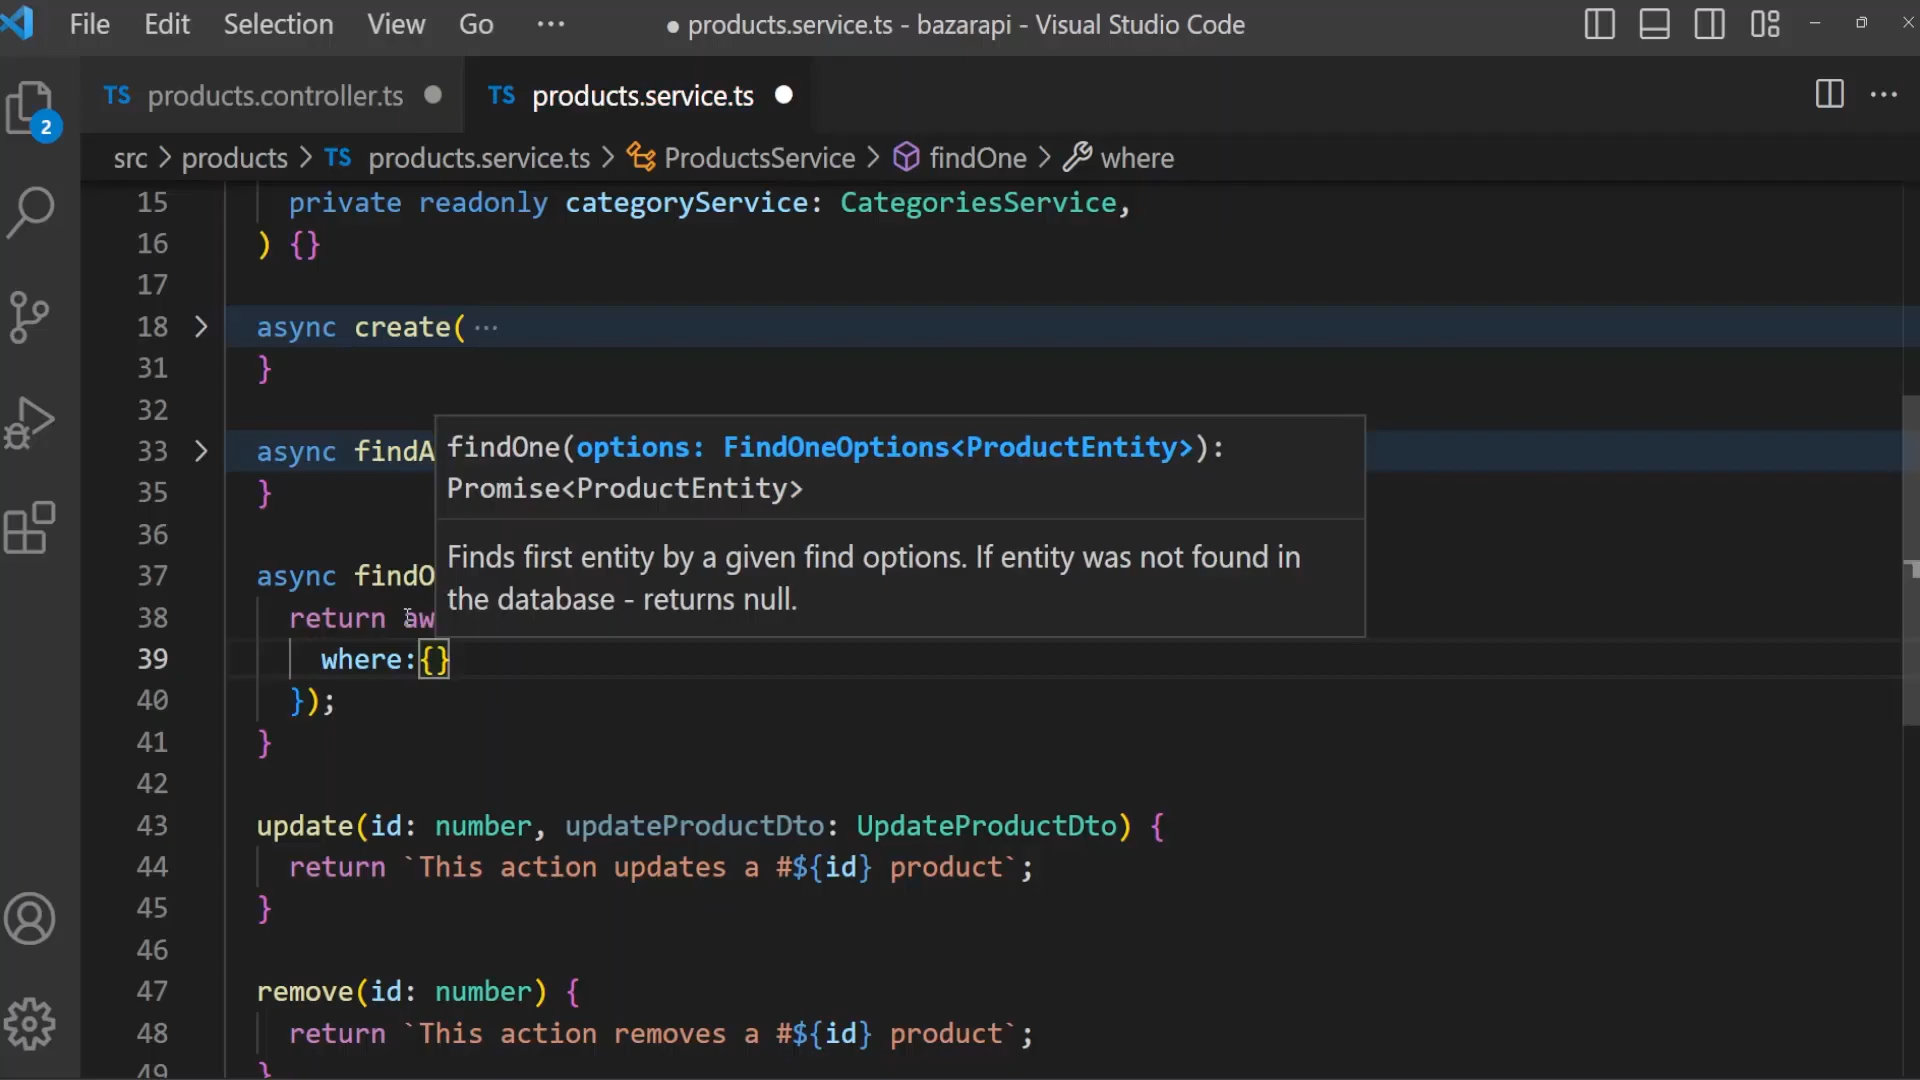 File Edit Selection View Go ··· ● products.service.ts - bazarapi - Visual Studio Code
TS products.controller.ts TS products.service.ts
2
src > products > TS products.service.ts > ProductsService > findOne > where
15 private readonly categoryService: CategoriesService,
16 ) {}
17
18 async create( ···
31 }
32
33 async findA
35 }
36
37 async findO
38 return aw
39 where:{}
40 });
41 }
42
43 update(id: number, updateProductDto: UpdateProductDto) {
44 return `This action updates a #${id} product`;
45 }
46
47 remove(id: number) {
48 return `This action removes a #${id} product`;
49 }
findOne(options: FindOneOptions<ProductEntity>):
Promise<ProductEntity>
Finds first entity by a given find options. If entity was not found in
the database - returns null.